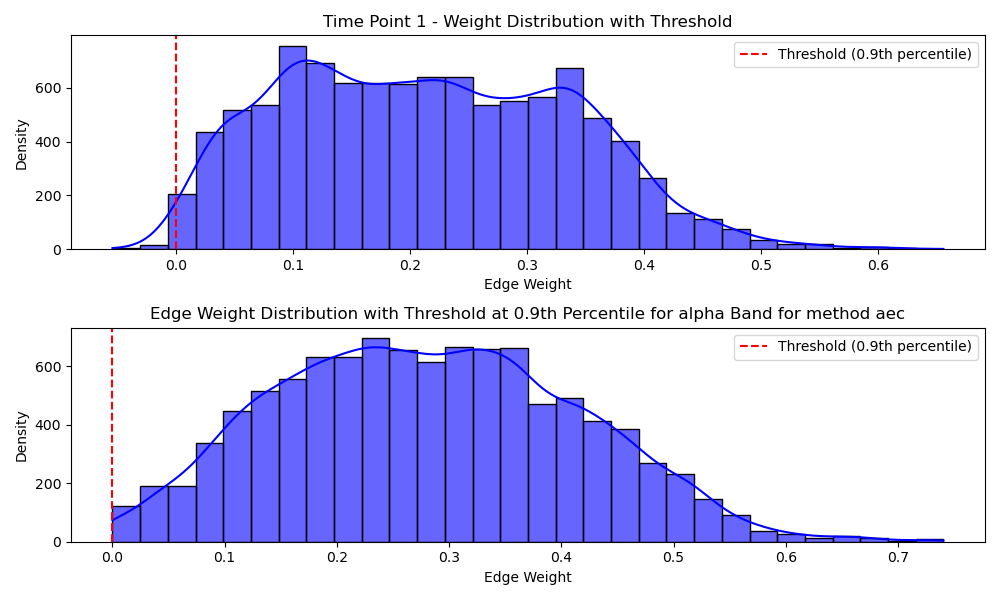 Time Point 1 - Weight Distribution with Threshold
Threshold (0.9th percentile)
Density
600
400
200
0
0.0 0.1 0.2 0.3 0.4 0.5 0.6
Edge Weight
Edge Weight Distribution with Threshold at 0.9th Percentile for alpha Band for method aec
Threshold (0.9th percentile)
Density
600
400
200
0
0.0 0.1 0.2 0.3 0.4 0.5 0.6 0.7
Edge Weight